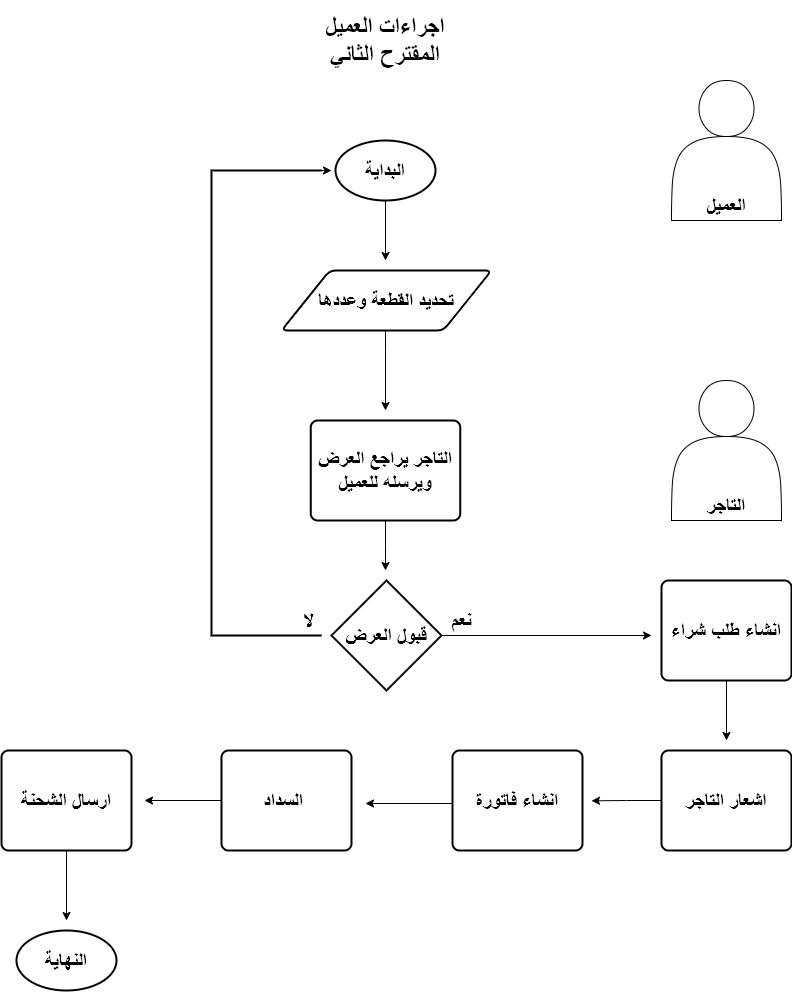 اجراءات العميل
المقترح الثاني
البداية
العميل
تحديد القطعة وعددها
التاجر يراجع العرض
ويرسله للعميل
التاجر
قبول العرض
لا
نعم
انشاء طلب شراء
اشعار التاجر
انشاء فاتورة
السداد
ارسال الشحنة
النهاية